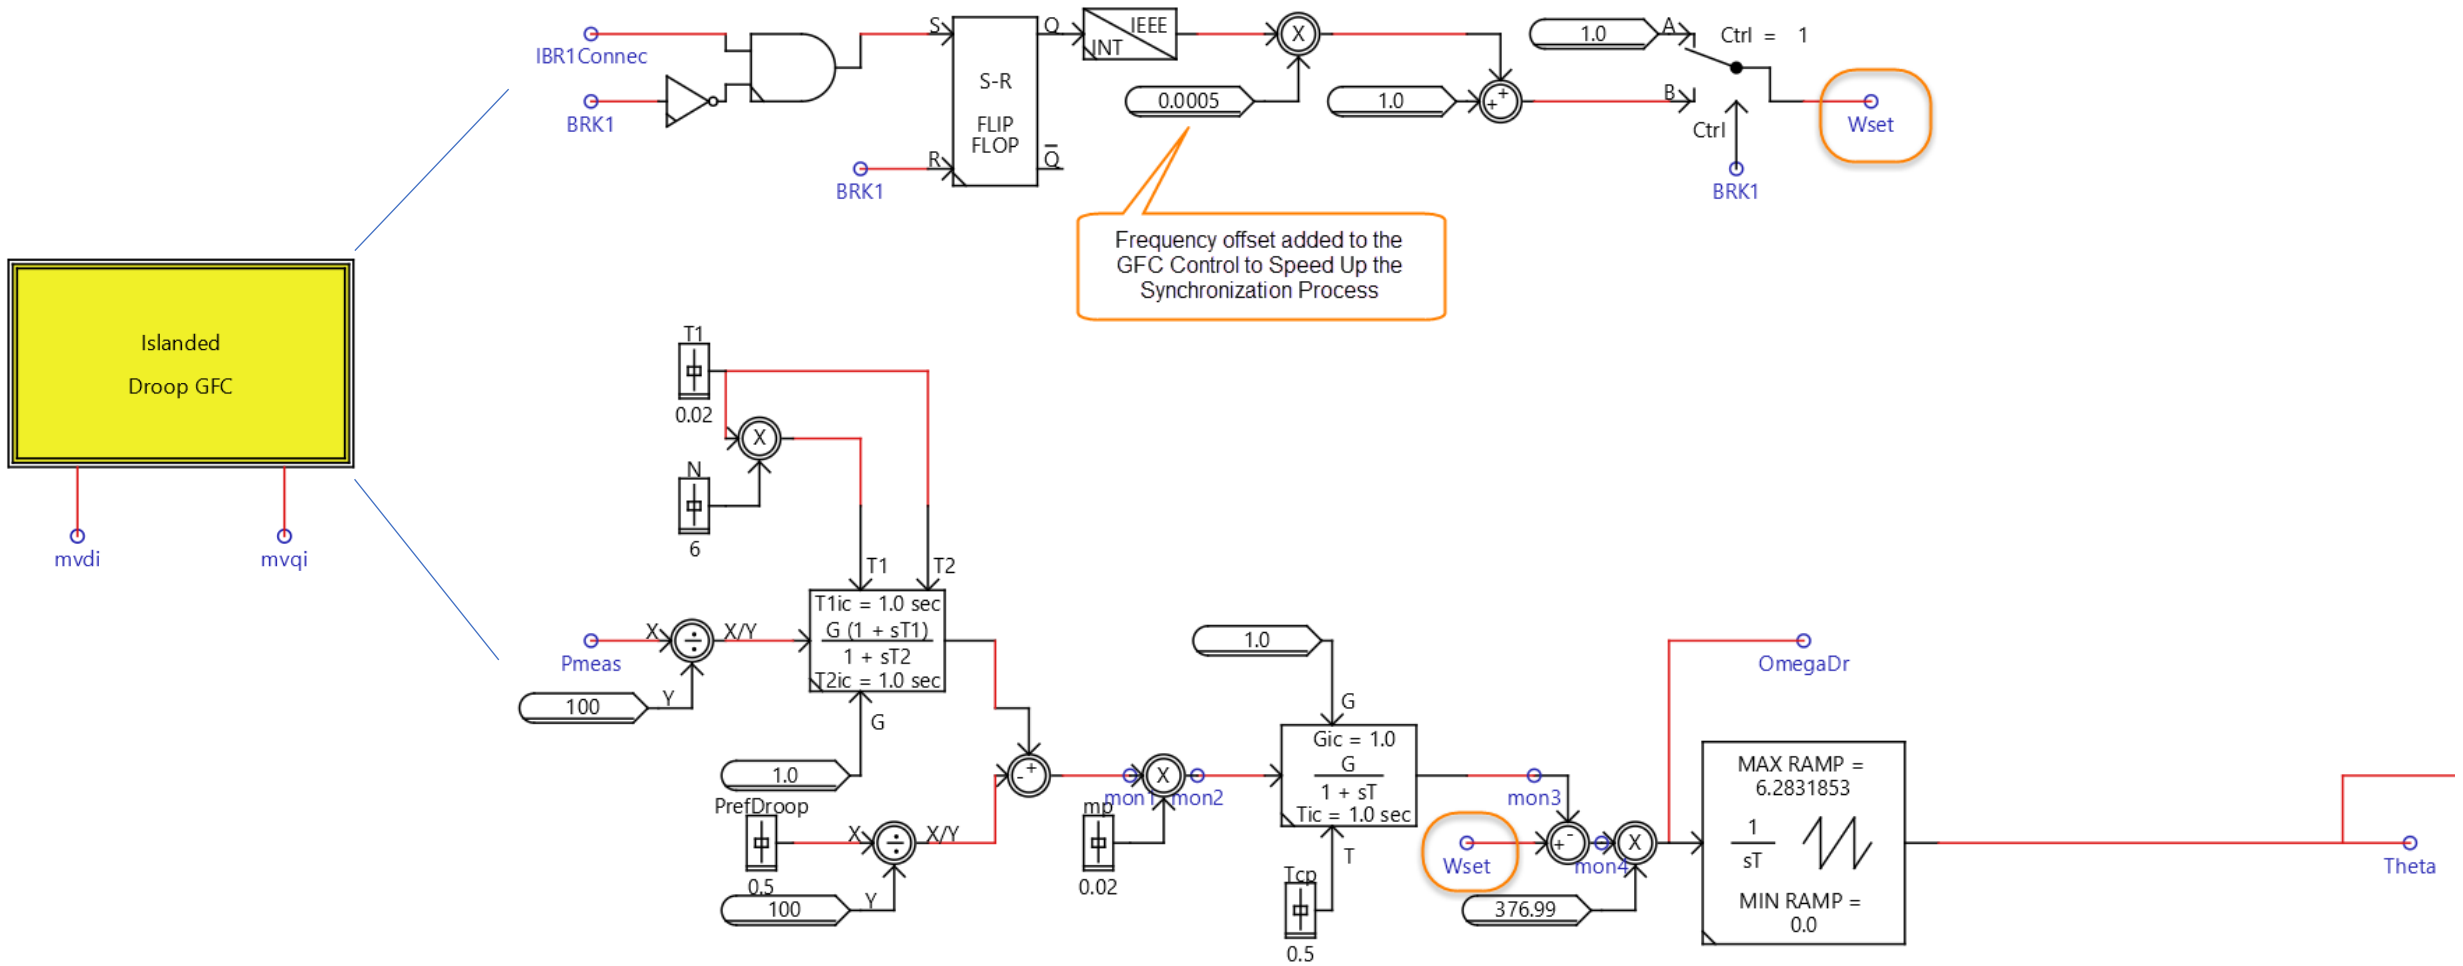 IBR1Connec
BRK1
S
R
Q
Q
S-R
FLIP
FLOP
BRK1
IEEE
INT
X
0.0005
1.0
+
+
1.0
A
B
Ctrl = 1
Ctrl
BRK1
Wset
Frequency offset added to the
GFC Control to Speed Up the
Synchronization Process
Islanded
Droop GFC
mvdi
mvqi
T1
0.02
X
N
6
T1
T2
Pmeas
X
÷
X/Y
100
Y
T1ic = 1.0 sec
G (1 + sT1)
1 + sT2
T2ic = 1.0 sec
G
1.0
PrefDroop
0.5
X
÷
X/Y
100
Y
-
+
mon1
X
mon2
mp
0.02
1.0
G
Gic = 1.0
G
1 + sT
Tic = 1.0 sec
T
Tcp
0.5
mon3
Wset
-
+
mon4
X
376.99
OmegaDr
MAX RAMP =
6.2831853
1
sT
MIN RAMP =
0.0
Theta